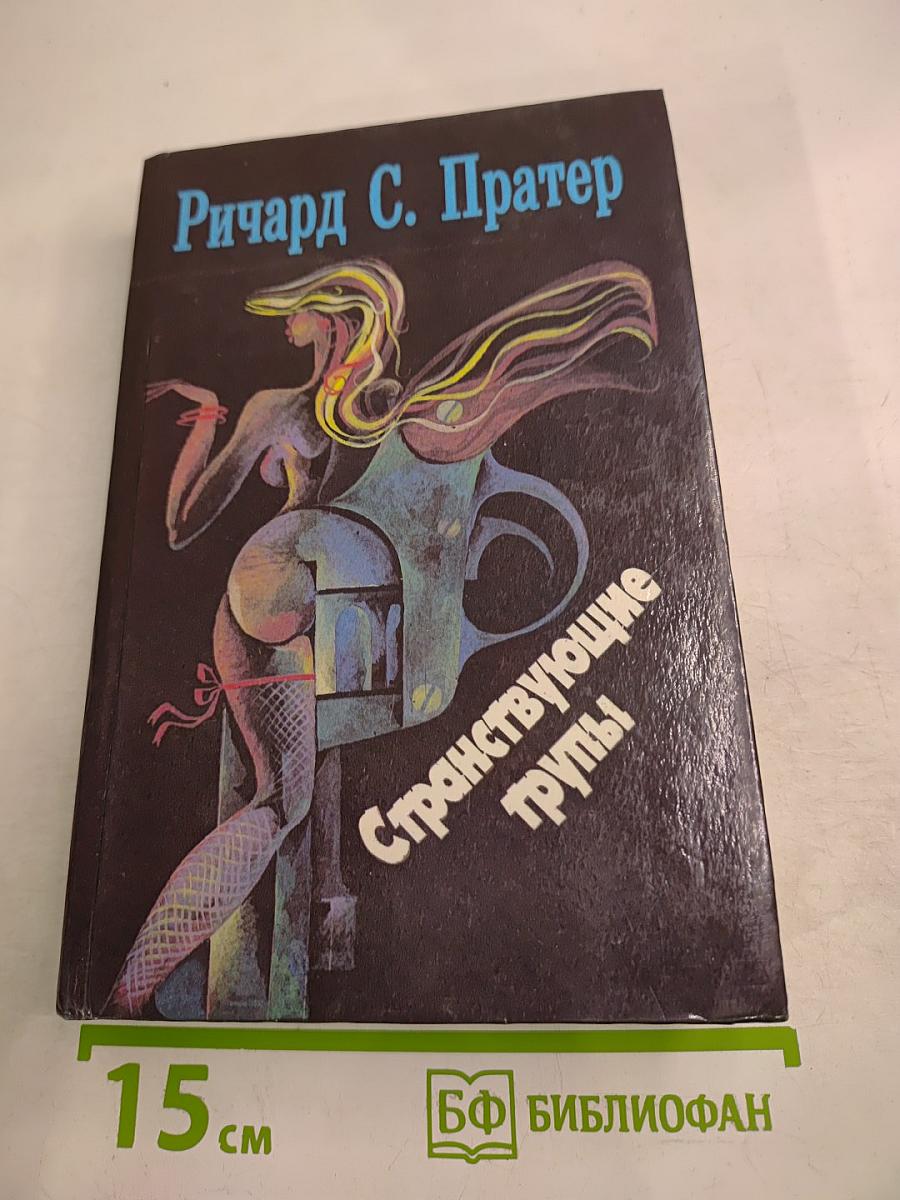 Ричард С. Пратер
Странствующие
трупы
15 см
БФ БИБЛИОФАН